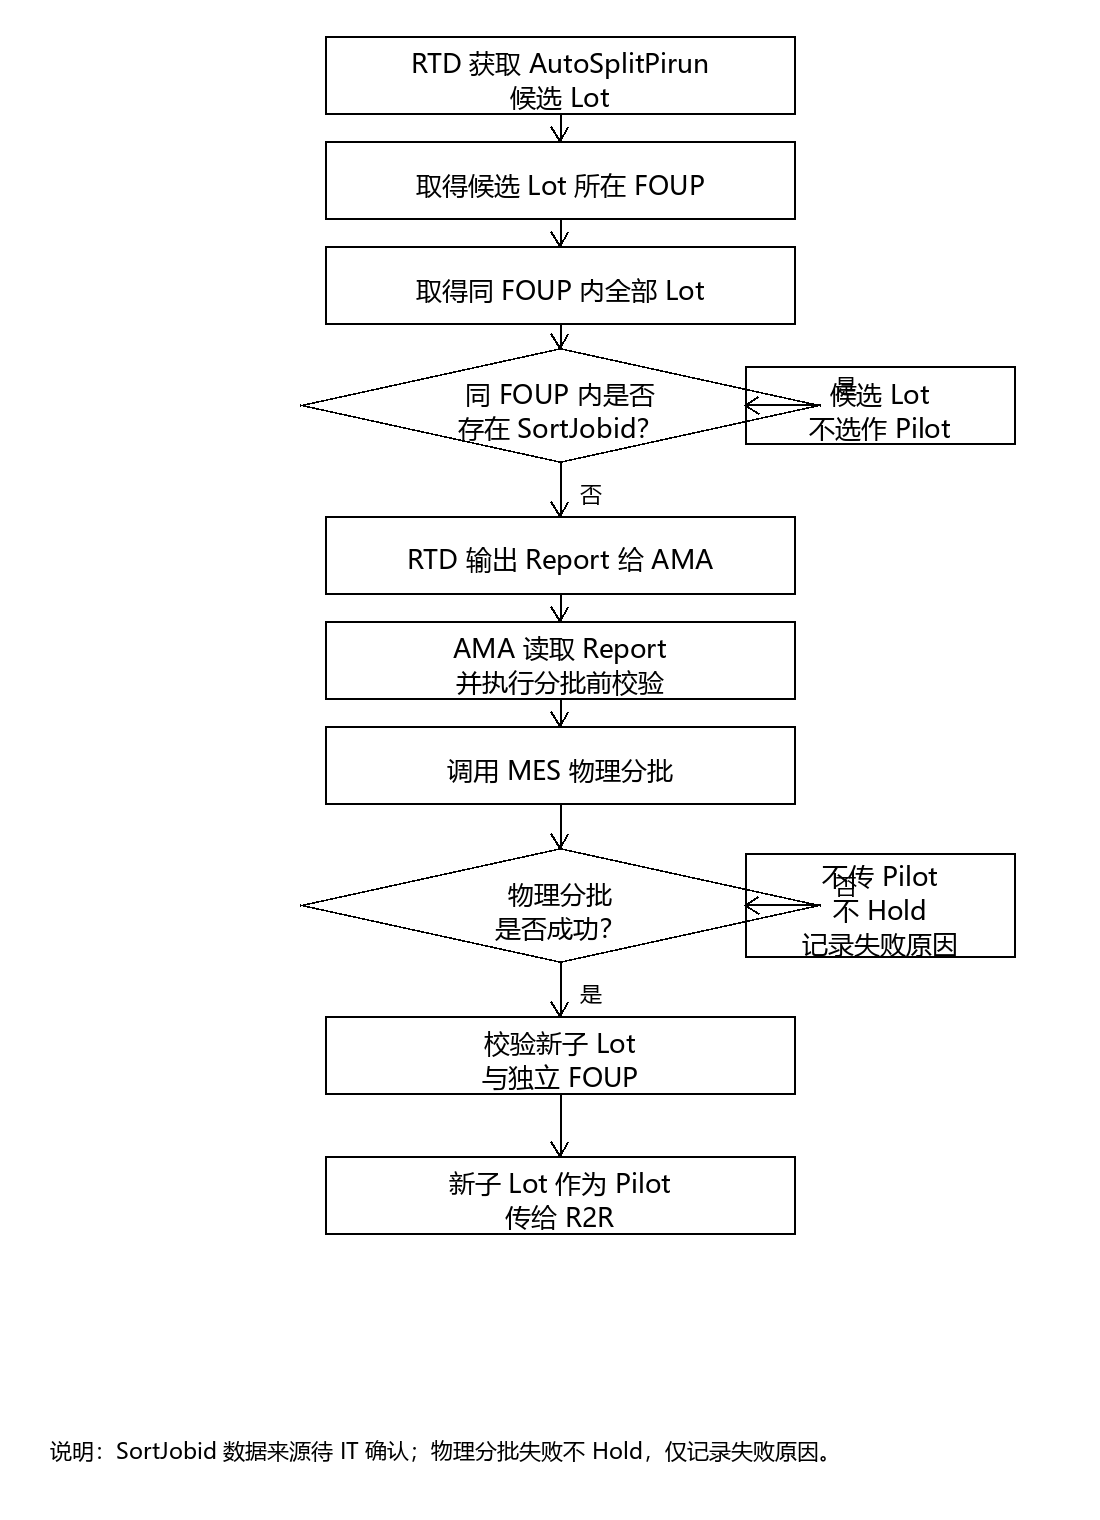 RTD 获取 AutoSplitPirun
候选 Lot
取得候选 Lot 所在 FOUP
取得同 FOUP 内全部 Lot
同 FOUP 内是否
存在 SortJobid?
是
候选 Lot
不选作 Pilot
否
RTD 输出 Report 给 AMA
AMA 读取 Report
并执行分批前校验
调用 MES 物理分批
物理分批
是否成功?
否
不传 Pilot
不 Hold
记录失败原因
是
校验新子 Lot
与独立 FOUP
新子 Lot 作为 Pilot
传给 R2R
说明：SortJobid 数据来源待 IT 确认；物理分批失败不 Hold，仅记录失败原因。